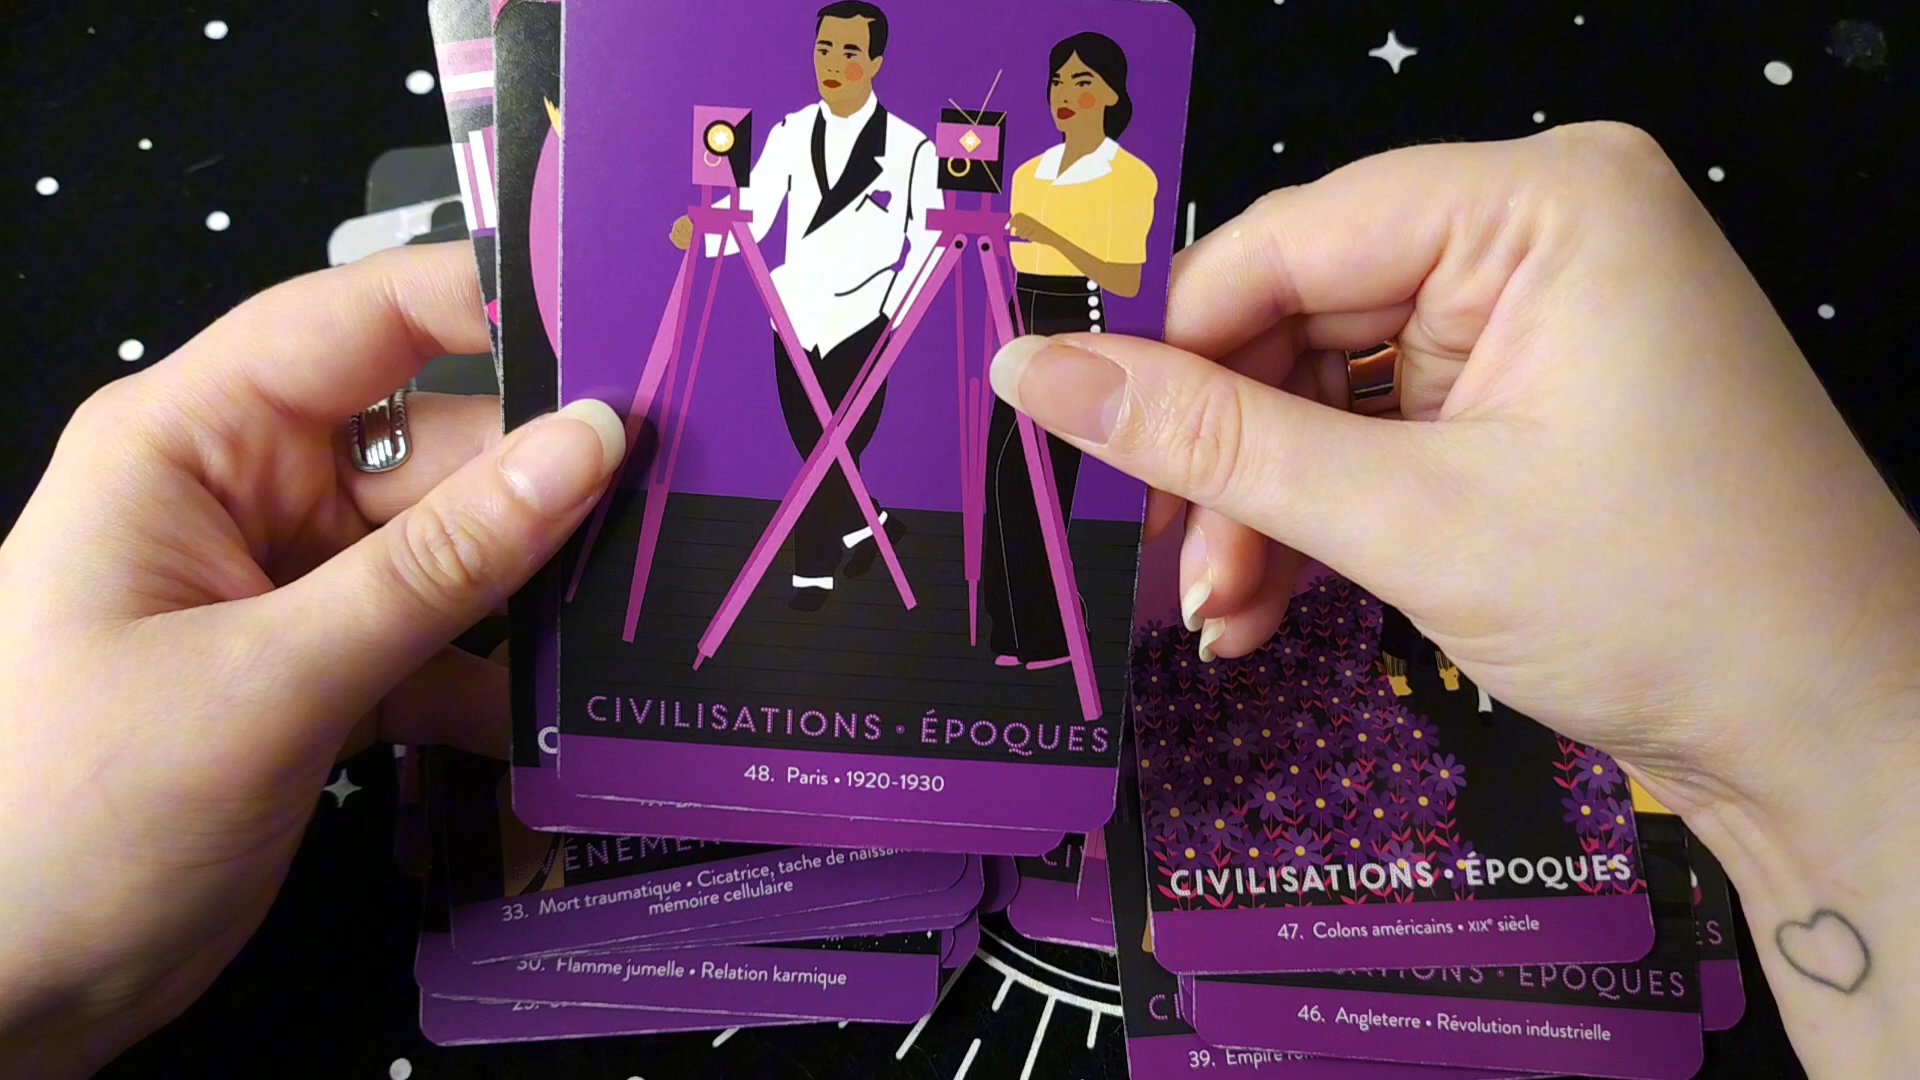 CIVILISATIONS • ÉPOQUES
48. Paris • 1920-1930
33. Mort traumatique • Cicatrice, tache de
mémoire cellulaire
30. Flamme jumelle • Relation karmique
CIVILISATIONS • ÉPOQUES
47. Colons américains • XIXᵉ siècle
ÉPOQUES
46. Angleterre • Révolution industrielle
39. Empire